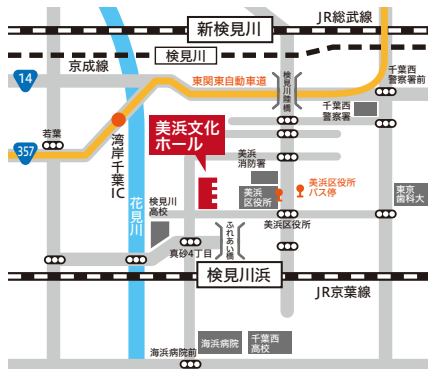 JR総武線
新検見川
検見川
京成線
14
東関東自動車道
検見川陸橋
千葉西
警察署前
千葉西
警察署
若葉
357
湾岸千葉IC
美浜文化
ホール
美浜
消防署
花見川
検見川
高校
美浜
区役所
美浜区役所
バス停
東京
歯科大
美浜区役所
ふれあい橋
真砂4丁目
検見川浜
JR京葉線
海浜病院前
海浜病院
千葉西
高校